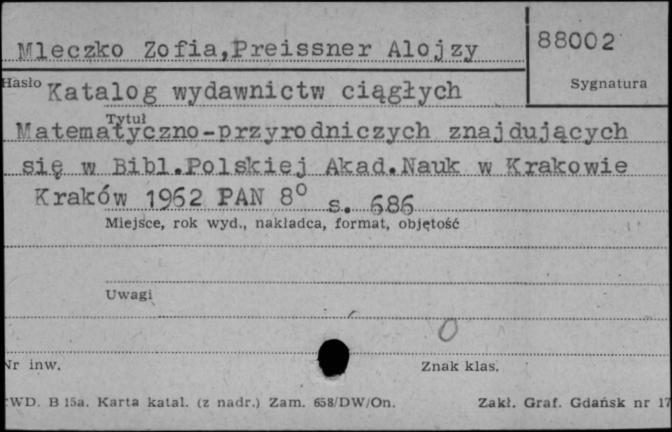 Mleczko Zofia,Preissner Alojzy
88002
Hasło
Sygnatura
Katalog wydawnictw ciągłych
Tytuł
Matematyczno-przyrodniczych znajdujących
się w Bibl.Polskiej Akad.Nauk w Krakowie
Kraków 1962 PAN 8° s. 686
Miejsce, rok wyd., nakładca, format, objętość
Uwagi
0
Nr inw.
Znak klas.
WD. B 15a. Karta katal. (z nadr.) Zam. 658/DW/On.
Zakł. Graf. Gdańsk nr 17